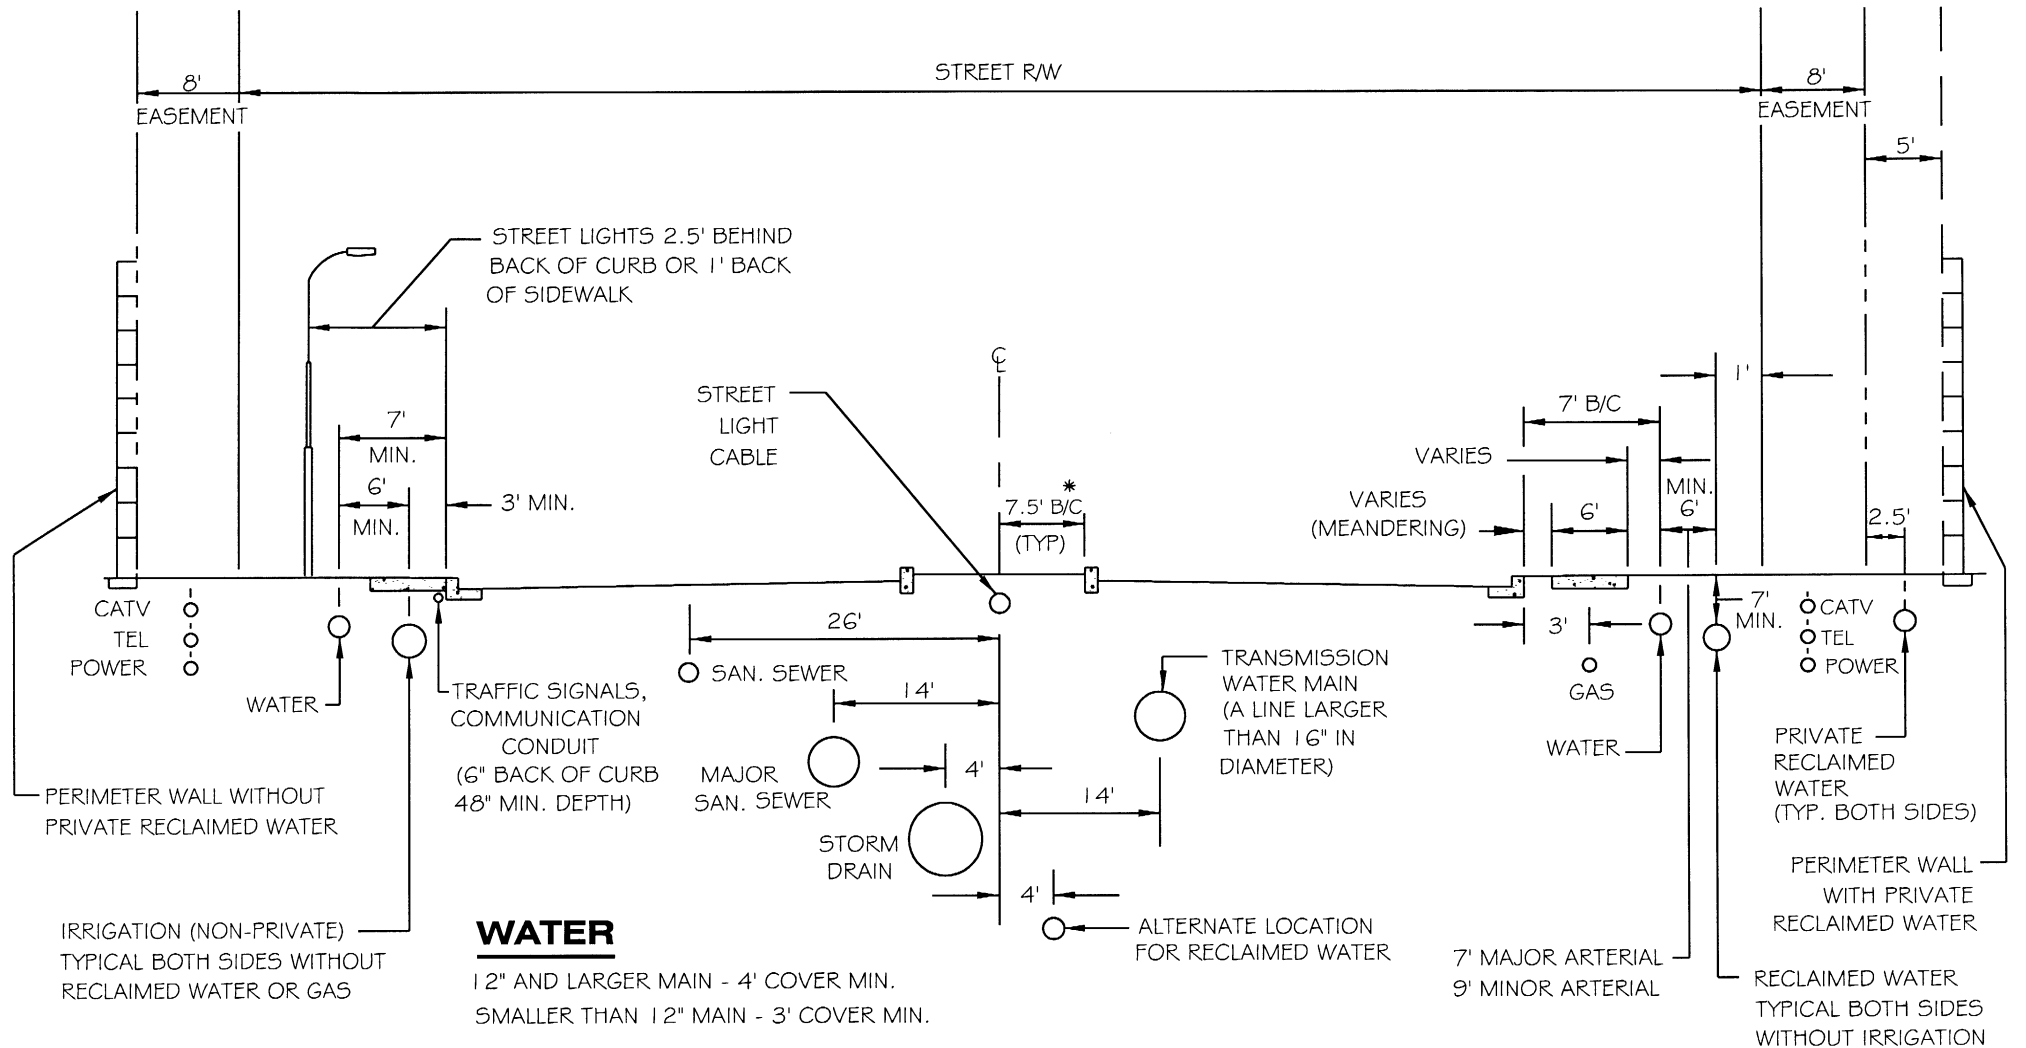 STREET R/W
8'
EASEMENT
8'
EASEMENT
5'
STREET LIGHTS 2.5' BEHIND
BACK OF CURB OR 1' BACK
OF SIDEWALK
℄
1'
STREET
LIGHT
CABLE
7'
MIN.
6'
MIN.
3' MIN.
*
7.5' B/C
(TYP)
7' B/C
VARIES
VARIES
(MEANDERING)
6'
MIN.
6'
2.5'
CATV
TEL
POWER
WATER
26'
SAN. SEWER
14'
MAJOR
SAN. SEWER
4'
STORM
DRAIN
14'
4'
TRAFFIC SIGNALS,
COMMUNICATION
CONDUIT
(6" BACK OF CURB
48" MIN. DEPTH)
TRANSMISSION
WATER MAIN
(A LINE LARGER
THAN 16" IN
DIAMETER)
3'
GAS
WATER
7'
MIN.
CATV
TEL
POWER
PRIVATE
RECLAIMED
WATER
(TYP. BOTH SIDES)
PERIMETER WALL WITHOUT
PRIVATE RECLAIMED WATER
PERIMETER WALL
WITH PRIVATE
RECLAIMED WATER
IRRIGATION (NON-PRIVATE)
TYPICAL BOTH SIDES WITHOUT
RECLAIMED WATER OR GAS
ALTERNATE LOCATION
FOR RECLAIMED WATER
7' MAJOR ARTERIAL
9' MINOR ARTERIAL
RECLAIMED WATER
TYPICAL BOTH SIDES
WITHOUT IRRIGATION
WATER
12" AND LARGER MAIN - 4' COVER MIN.
SMALLER THAN 12" MAIN - 3' COVER MIN.